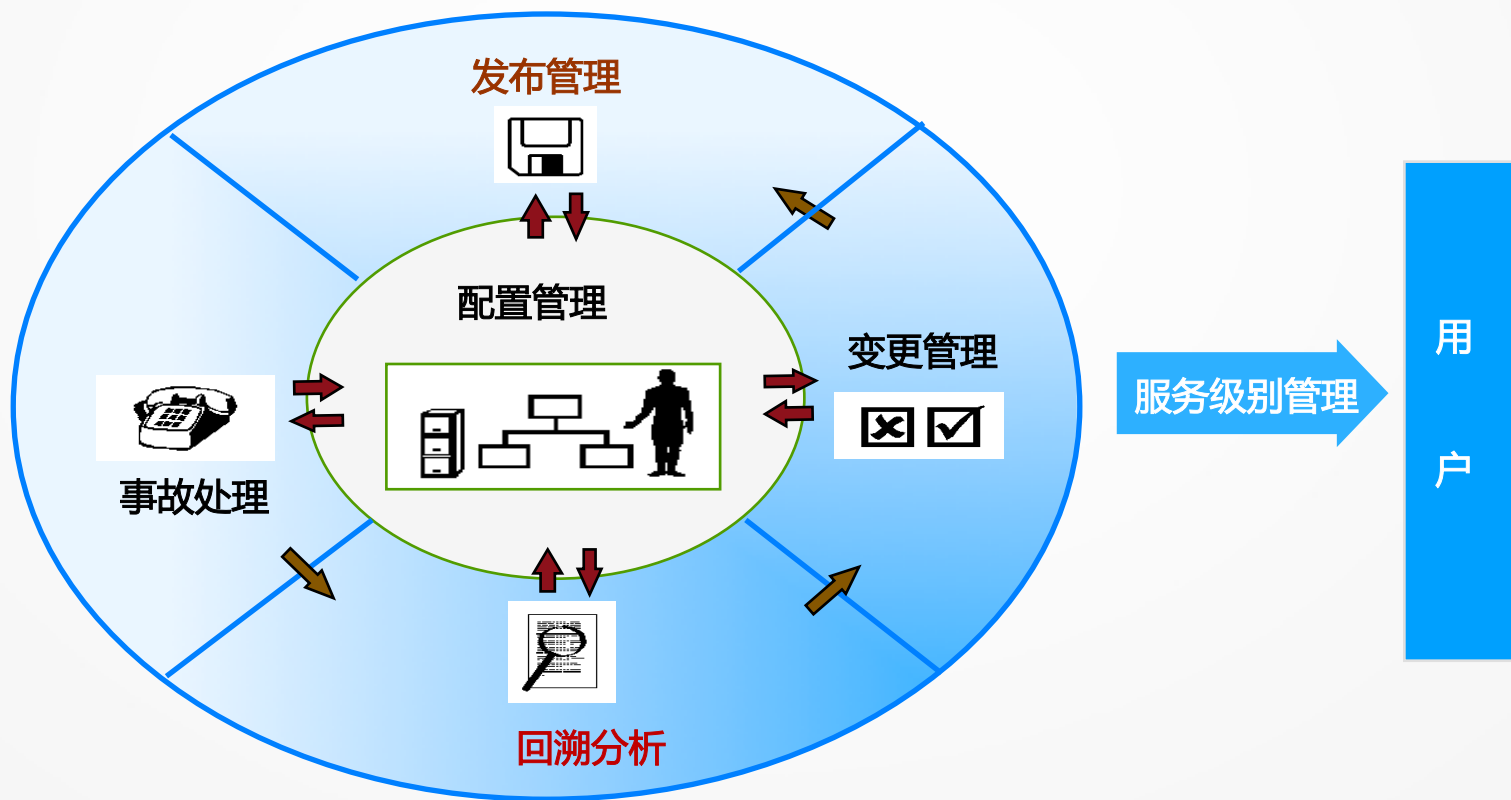 发布管理
配置管理
变更管理
事故处理
回溯分析
服务级别管理
用
户